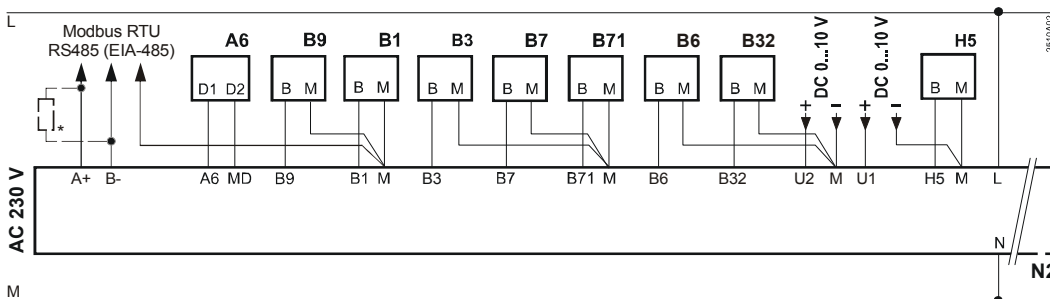 L
Modbus RTU
RS485 (EIA-485)
A6 B9 B1 B3 B7 B71 B6 B32 DC 0...10 V DC 0...10 V H5
D1 D2 B M B M B M B M B M B M B M + - + - B M
*
A+ B- A6 MD B9 B1 M B3 B7 B71 M B6 B32 U2 M U1 H5 M L
AC 230 V
N
N2
M